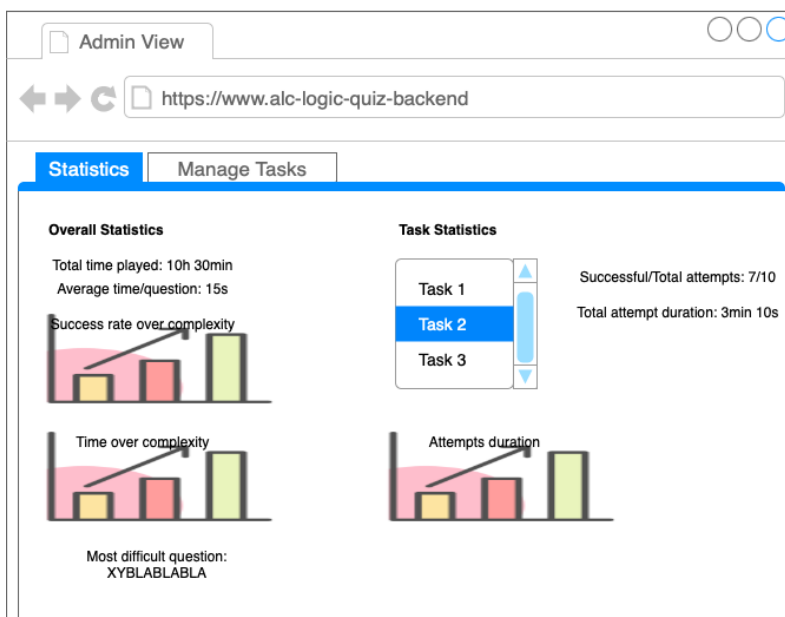 Admin View
https://www.alc-logic-quiz-backend
Statistics
Manage Tasks
Overall Statistics
Total time played: 10h 30min
Average time/question: 15s
Success rate over complexity
Time over complexity
Most difficult question:
XYBLABLABLA
Task Statistics
Task 1
Task 2
Task 3
Successful/Total attempts: 7/10
Total attempt duration: 3min 10s
Attempts duration